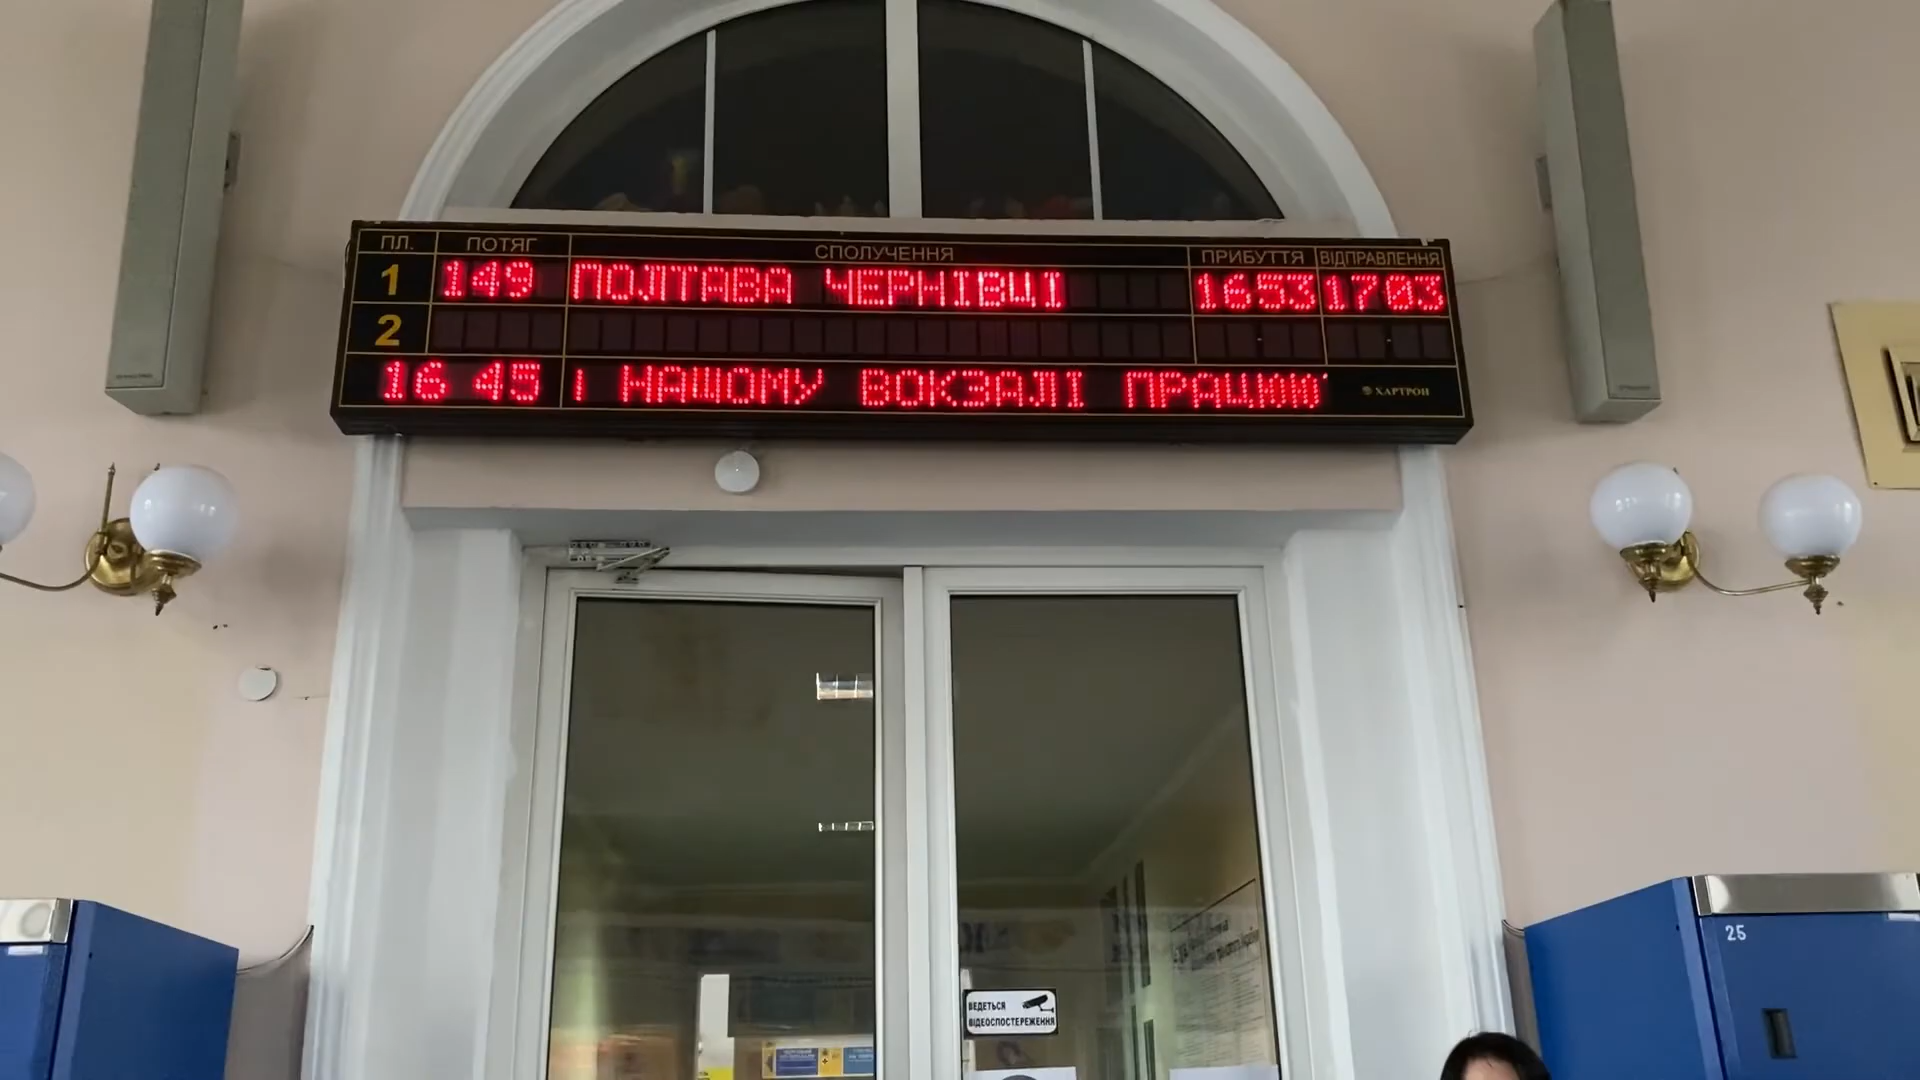 ПЛ. ПОТЯГ СПОЛУЧЕННЯ ПРИБУТТЯ ВІДПРАВЛЕННЯ
1 149 ПОЛТАВА ЧЕРНІВЦІ 1653 1703
2
16 45 НАШОМУ ВОКЗАЛІ ПРАЦЮЮ
ХАРТРОН
25
ВЕДЕТЬСЯ
ВІДЕОСПОСТЕРЕЖЕННЯ